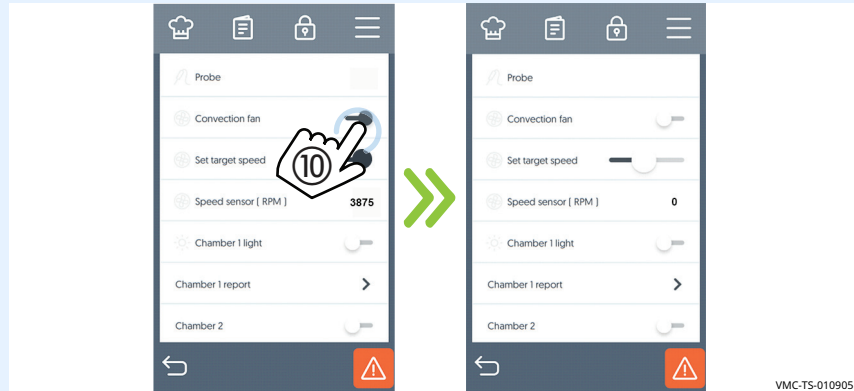 Probe
Convection fan
Set target speed
⑩
Speed sensor ( RPM ) 3875
Chamber 1 light
Chamber 1 report
Chamber 2
Probe
Convection fan
Set target speed
Speed sensor ( RPM ) 0
Chamber 1 light
Chamber 1 report
Chamber 2
VMC-TS-010905